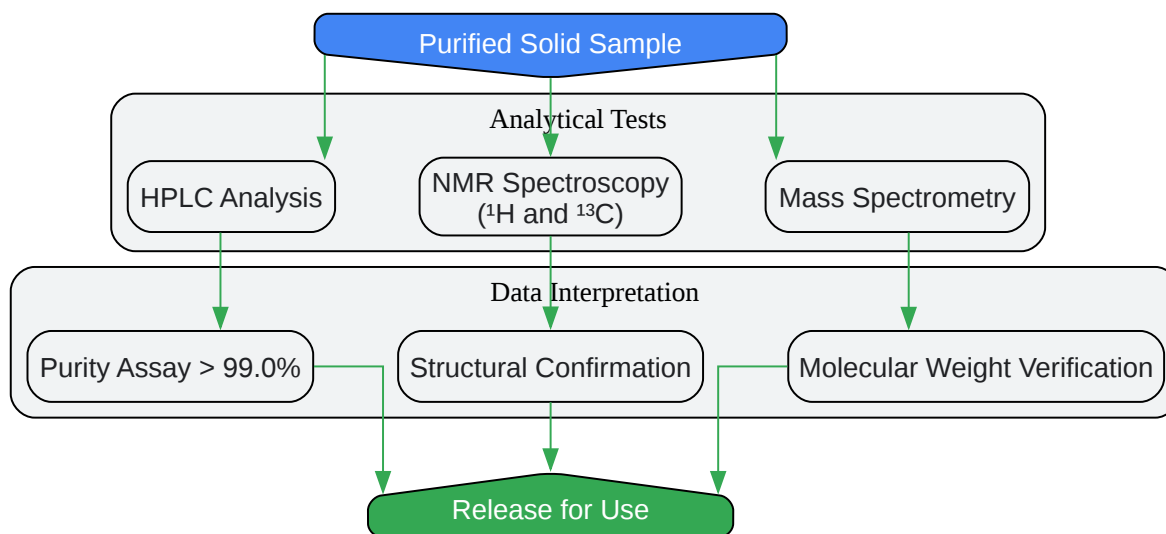 Purified Solid Sample
Analytical Tests
HPLC Analysis
NMR Spectroscopy
(¹H and ¹³C)
Mass Spectrometry
Data Interpretation
Purity Assay > 99.0%
Structural Confirmation
Molecular Weight Verification
Release for Use